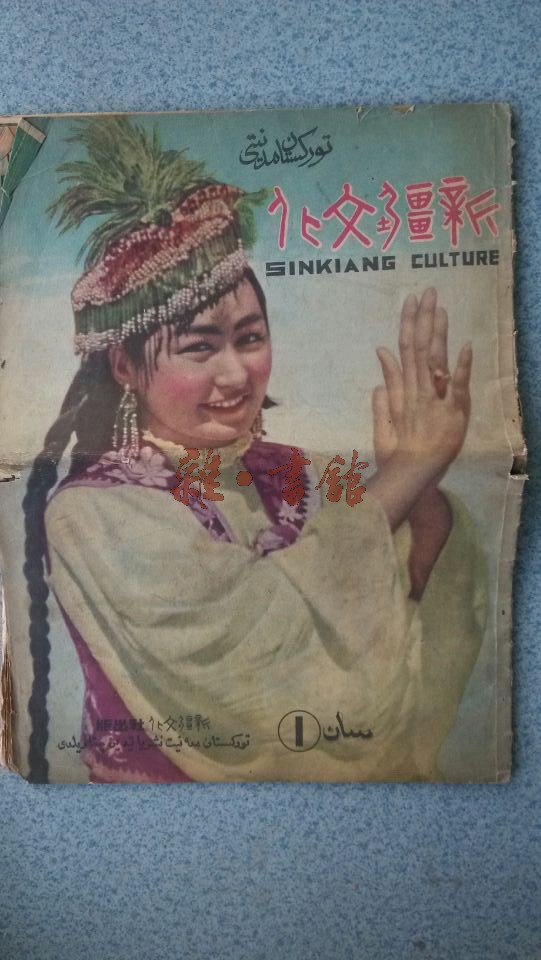 توركستان مدنيتى
新疆文化
SINKIANG CULTURE
雜·書館
新疆文化社出版
توركستان
سان 1